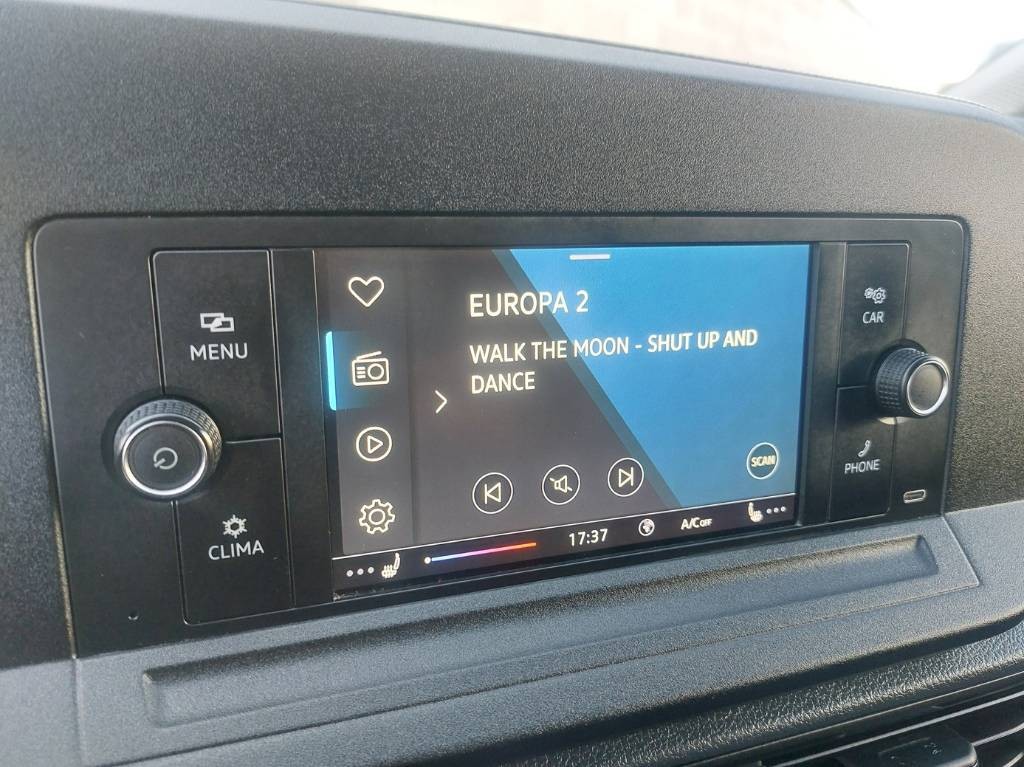 MENU
CLIMA
EUROPA 2
WALK THE MOON - SHUT UP AND
DANCE
SCAN
17:37
A/C OFF
CAR
PHONE